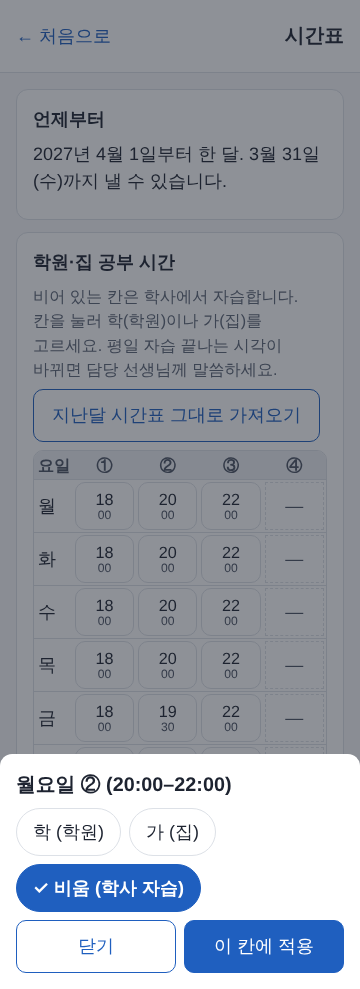 ← 처음으로
시간표
언제부터
2027년 4월 1일부터 한 달. 3월 31일
(수)까지 낼 수 있습니다.
학원·집 공부 시간
비어 있는 칸은 학사에서 자습합니다.
칸을 눌러 학(학원)이나 가(집)를
고르세요. 평일 자습 끝나는 시각이
바뀌면 담당 선생님께 말씀하세요.
지난달 시간표 그대로 가져오기
요일 ① ② ③ ④
월 18 00 20 00 22 00 —
화 18 00 20 00 22 00 —
수 18 00 20 00 22 00 —
목 18 00 20 00 22 00 —
금 18 00 19 30 22 00 —
월요일 ② (20:00–22:00)
학 (학원) 가 (집)
✓ 비움 (학사 자습)
닫기 이 칸에 적용